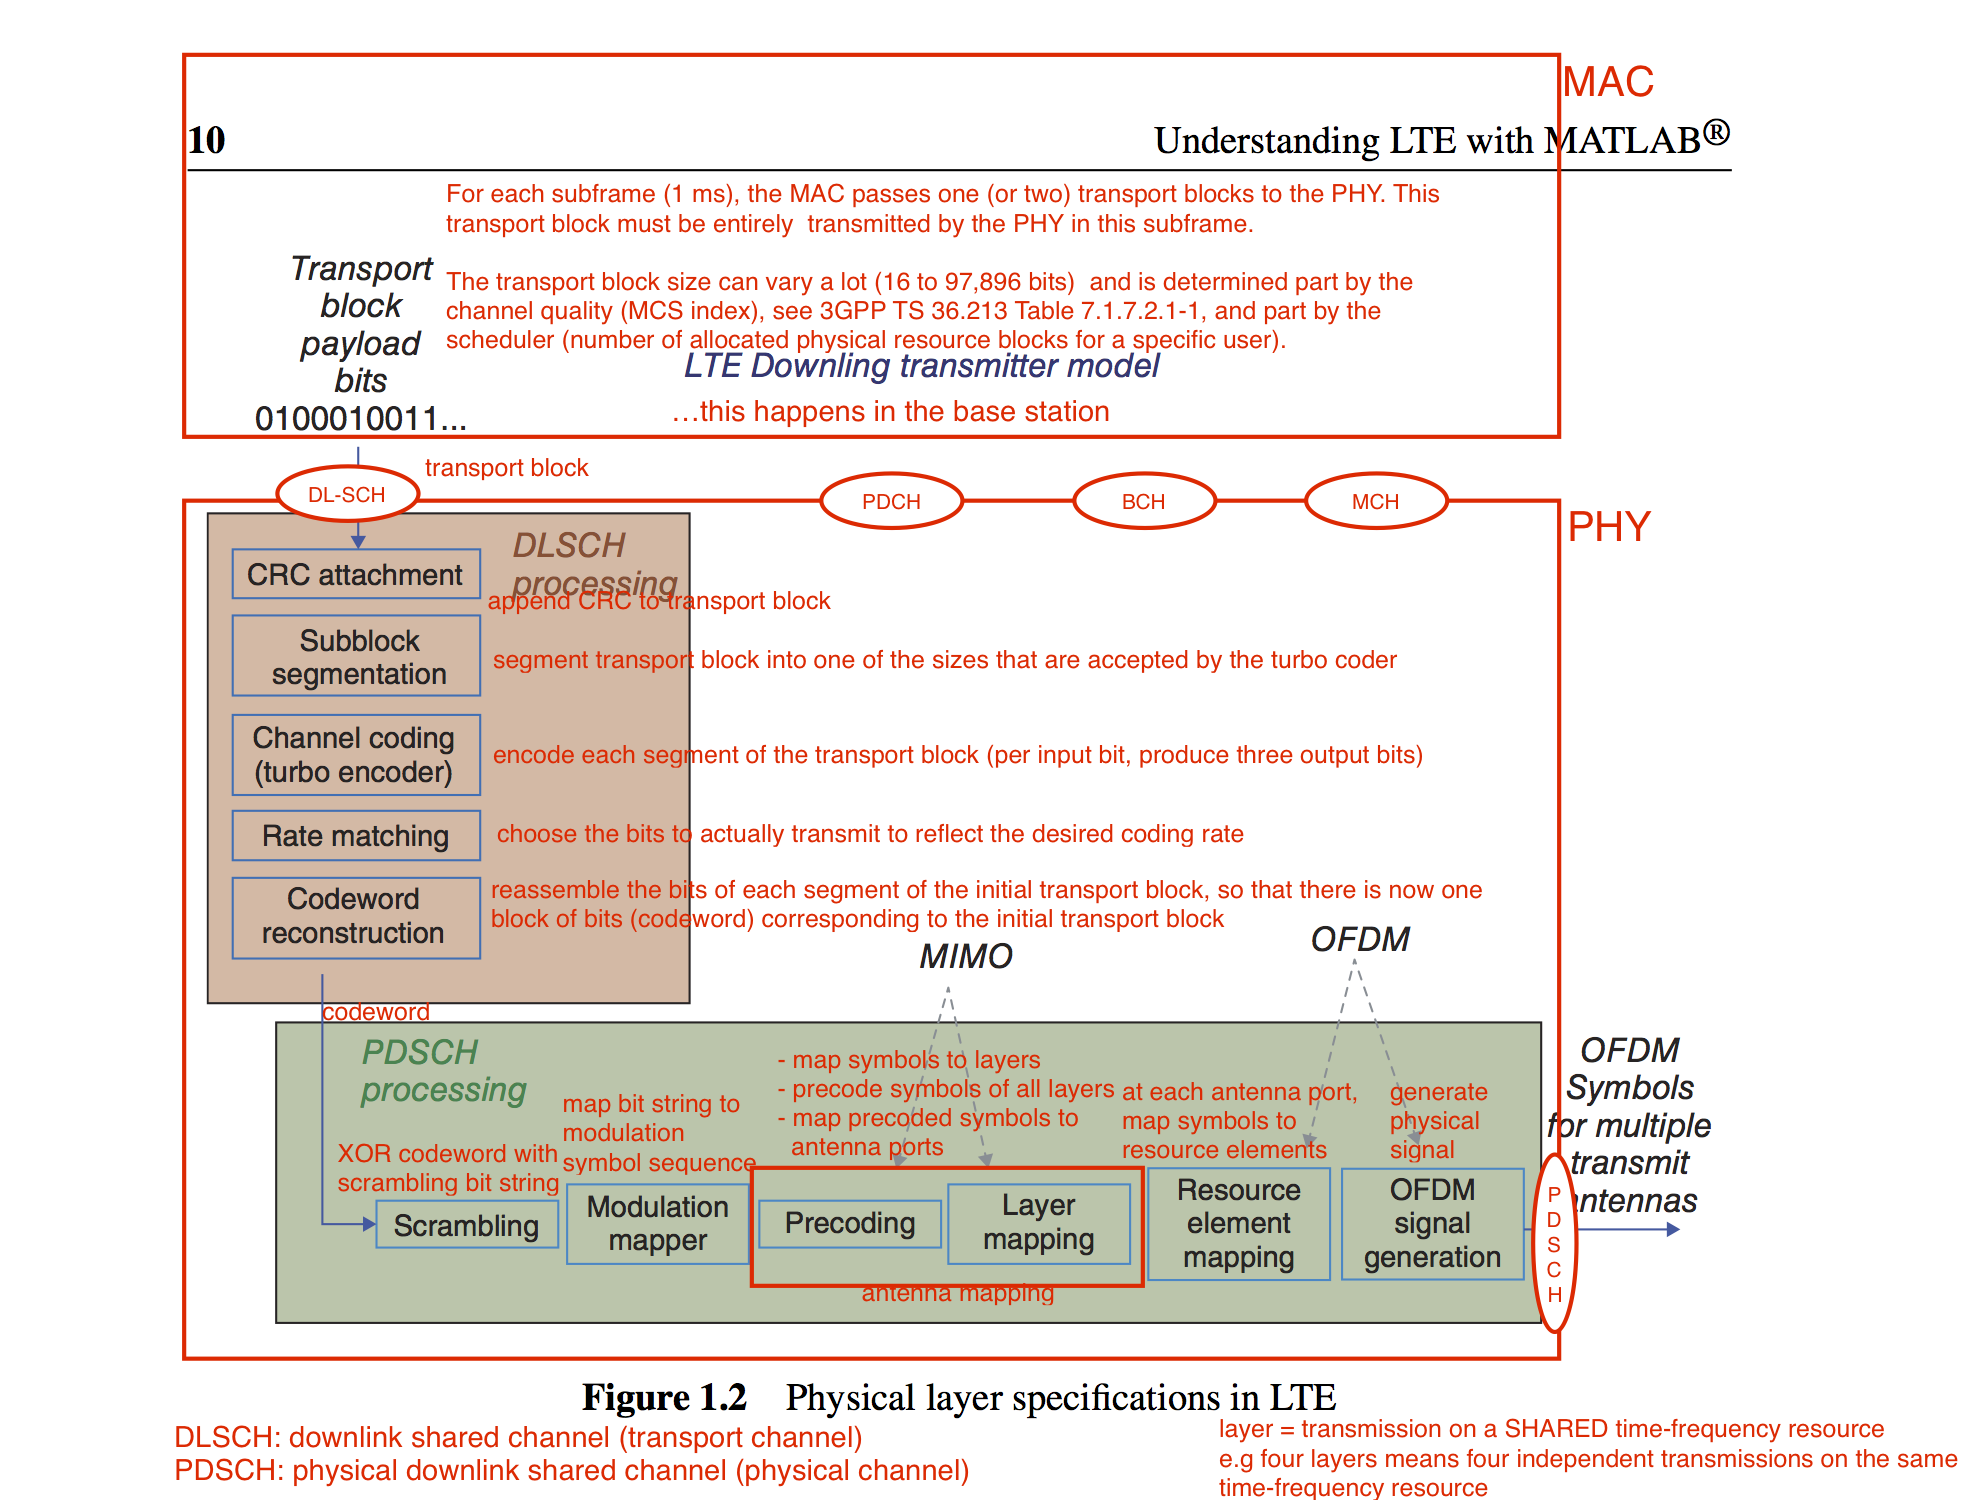 MAC
10
Understanding LTE with MATLAB®
For each subframe (1 ms), the MAC passes one (or two) transport blocks to the PHY. This
transport block must be entirely transmitted by the PHY in this subframe.
Transport
block
payload
bits
0100010011...
The transport block size can vary a lot (16 to 97,896 bits) and is determined part by the
channel quality (MCS index), see 3GPP TS 36.213 Table 7.1.7.2.1-1, and part by the
scheduler (number of allocated physical resource blocks for a specific user).
LTE Downling transmitter model
…this happens in the base station
transport block
DL-SCH
PDCH
BCH
MCH
PHY
DLSCH
processing
CRC attachment
append CRC to transport block
Subblock
segmentation
segment transport block into one of the sizes that are accepted by the turbo coder
Channel coding
(turbo encoder)
encode each segment of the transport block (per input bit, produce three output bits)
Rate matching
choose the bits to actually transmit to reflect the desired coding rate
Codeword
reconstruction
reassemble the bits of each segment of the initial transport block, so that there is now one
block of bits (codeword) corresponding to the initial transport block
MIMO
OFDM
codeword
PDSCH
processing
XOR codeword with
scrambling bit string
map bit string to
modulation
symbol sequence
- map symbols to layers
- precode symbols of all layers
- map precoded symbols to
antenna ports
at each antenna port,
map symbols to
resource elements
generate
physical
signal
OFDM
Symbols
for multiple
transmit
antennas
Scrambling
Modulation
mapper
Precoding
Layer
mapping
antenna mapping
Resource
element
mapping
OFDM
signal
generation
PDSCH
Figure 1.2 Physical layer specifications in LTE
DLSCH: downlink shared channel (transport channel)
PDSCH: physical downlink shared channel (physical channel)
layer = transmission on a SHARED time-frequency resource
e.g four layers means four independent transmissions on the same
time-frequency resource